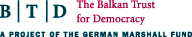 B|T|D The Balkan Trust
for Democracy
A PROJECT OF THE GERMAN MARSHALL FUND